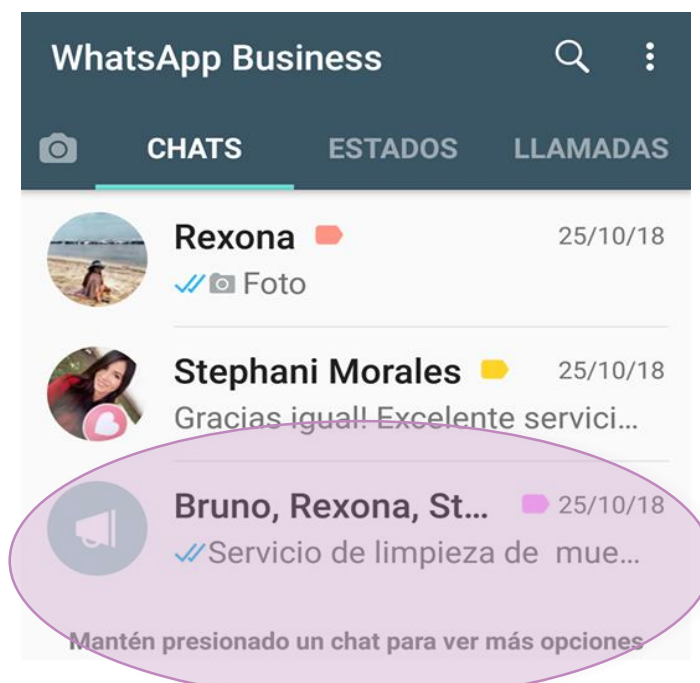 WhatsApp Business
CHATS ESTADOS LLAMADAS
Rexona 25/10/18
Foto
Stephani Morales 25/10/18
Gracias igual! Excelente servici...
Bruno, Rexona, St... 25/10/18
Servicio de limpieza de mue...
Mantén presionado un chat para ver más opciones